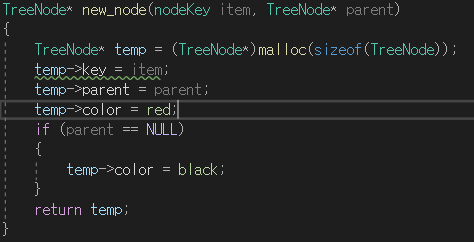 TreeNode* new_node(nodeKey item, TreeNode* parent)
{
TreeNode* temp = (TreeNode*)malloc(sizeof(TreeNode));
temp->key = item;
temp->parent = parent;
temp->color = red;
if (parent == NULL)
{
temp->color = black;
}
return temp;
}